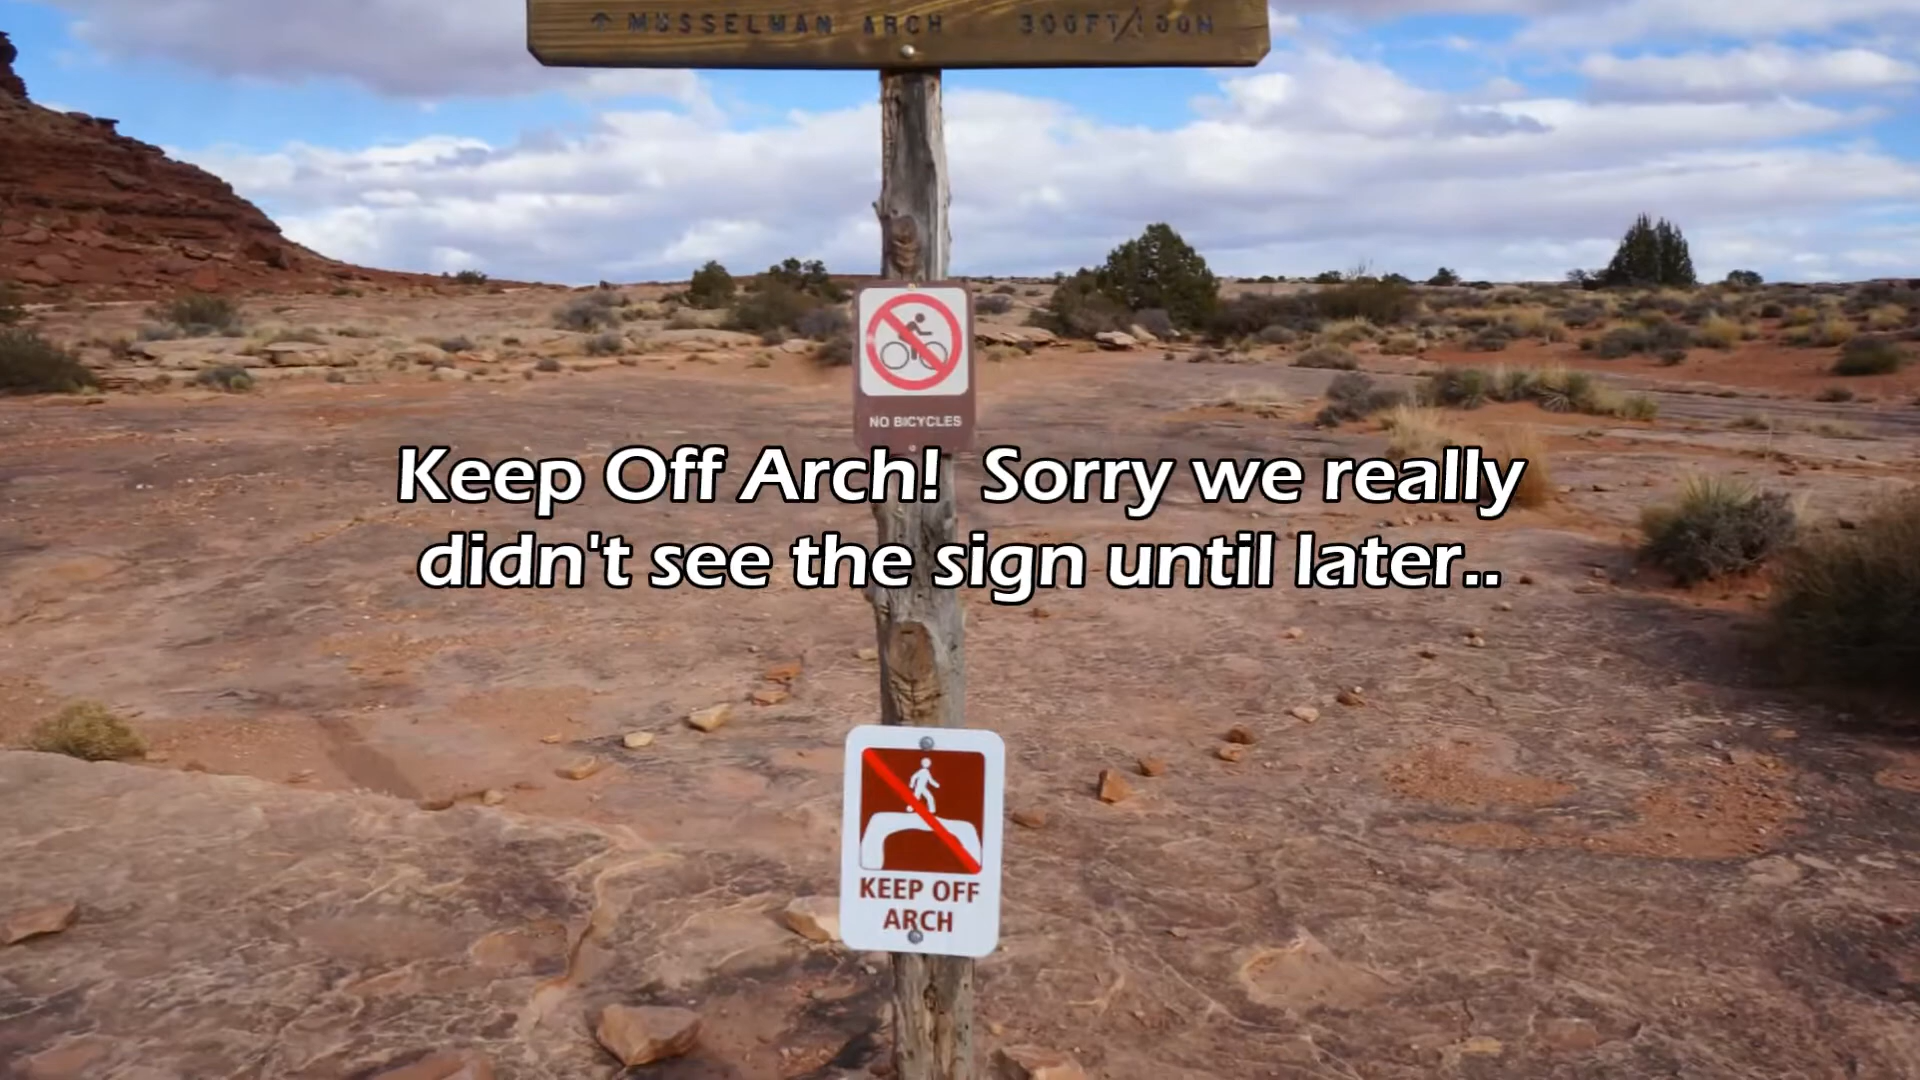 MUSSELMAN ARCH 300FT/100M
NO BICYCLES
Keep Off Arch! Sorry we really
didn't see the sign until later..
KEEP OFF
ARCH